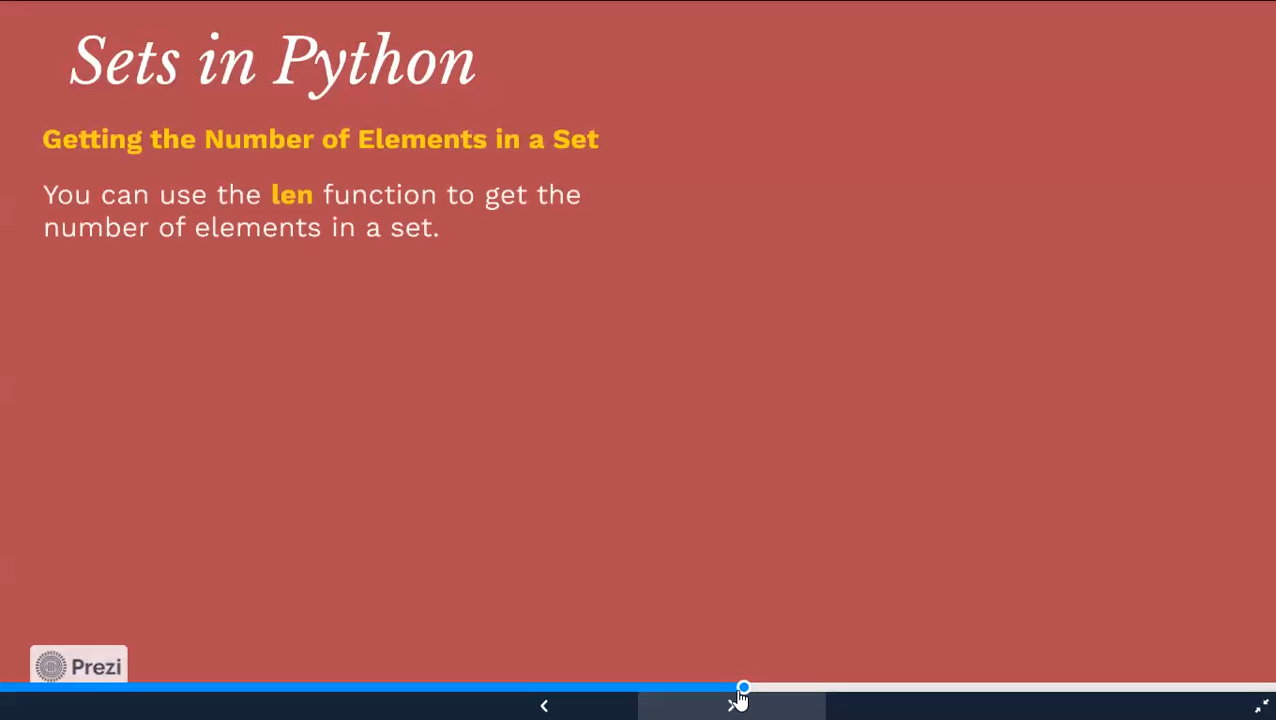 Sets in Python
Getting the Number of Elements in a Set
You can use the len function to get the
number of elements in a set.
Prezi